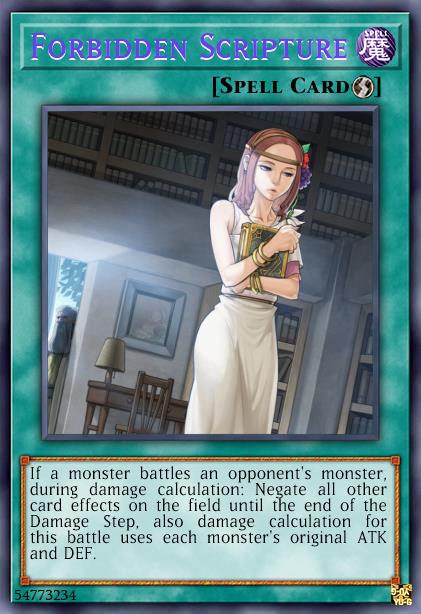 Forbidden Scripture
SPELL
魔
[Spell Card]
If a monster battles an opponent's monster,
during damage calculation: Negate all other
card effects on the field until the end of the
Damage Step, also damage calculation for
this battle uses each monster's original ATK
and DEF.
54773234